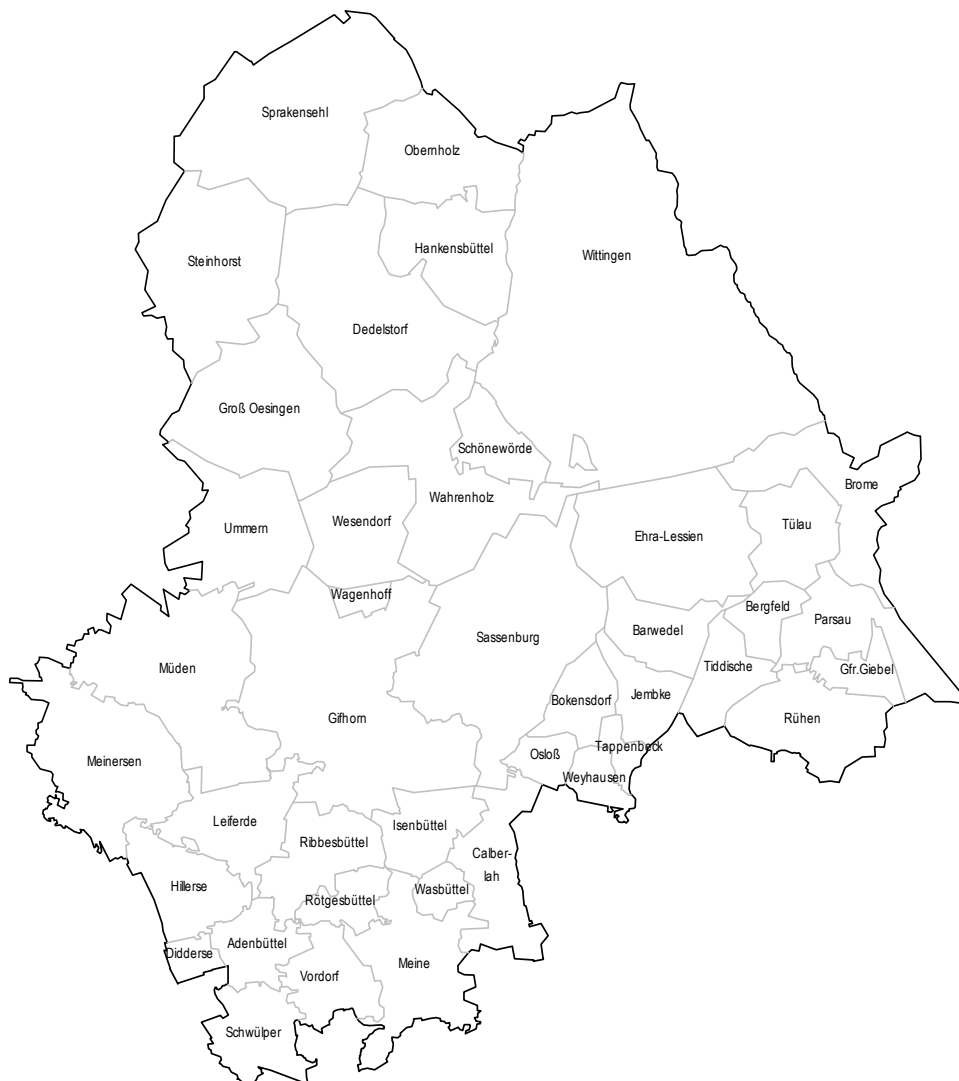 Sprakensehl
Obernholz
Hankensbüttel
Wittingen
Steinhorst
Dedelstorf
Groß Oesingen
Schönewörde
Brome
Wahrenholz
Wesendorf
Ummern
Ehra-Lessien
Tülau
Wagenhoff
Bergfeld
Parsau
Sassenburg
Barwedel
Müden
Tiddische
Gfr.Giebel
Bokensdorf
Jembke
Gifhorn
Rühen
Osloß
Tappenbeck
Meinersen
Weyhausen
Leiferde
Isenbüttel
Ribbesbüttel
Calber-
lah
Hillerse
Wasbüttel
Rötgesbüttel
Adenbüttel
Didderse
Meine
Vordorf
Schwülper